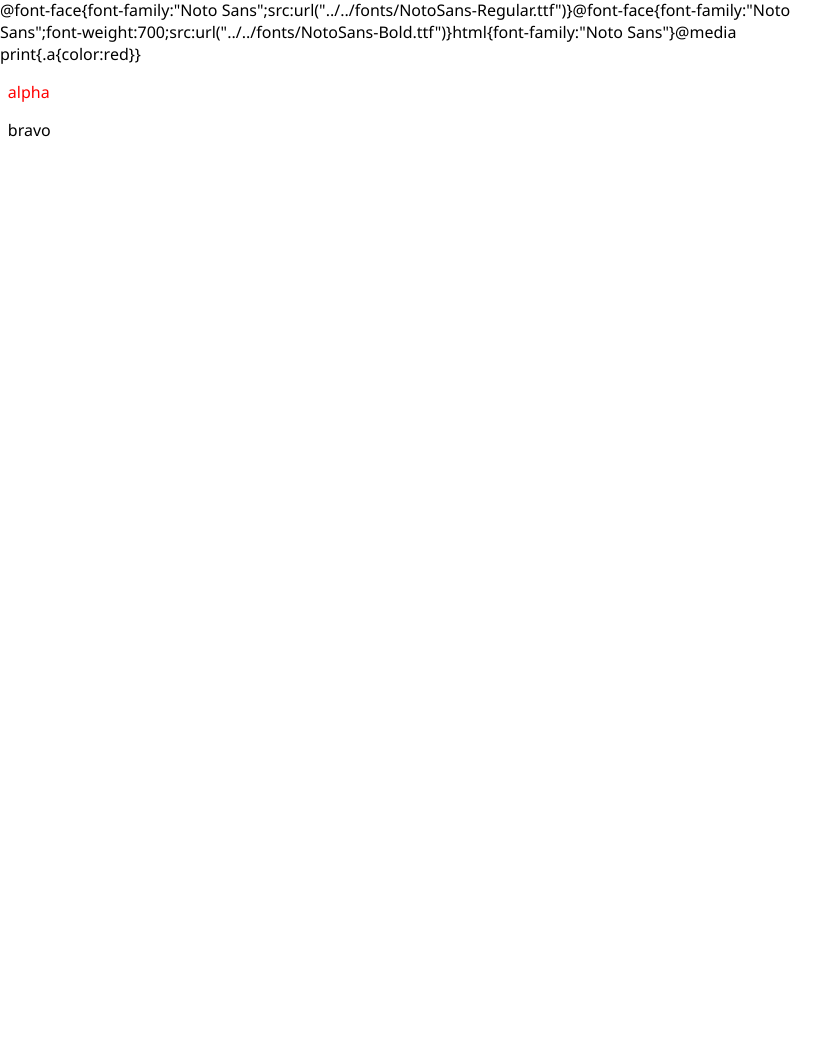 @font-face{font-family:"Noto Sans";src:url("../../fonts/NotoSans-Regular.ttf")}@font-face{font-family:"Noto
Sans";font-weight:700;src:url("../../fonts/NotoSans-Bold.ttf")}html{font-family:"Noto Sans"}@media
print{.a{color:red}}
alpha
bravo